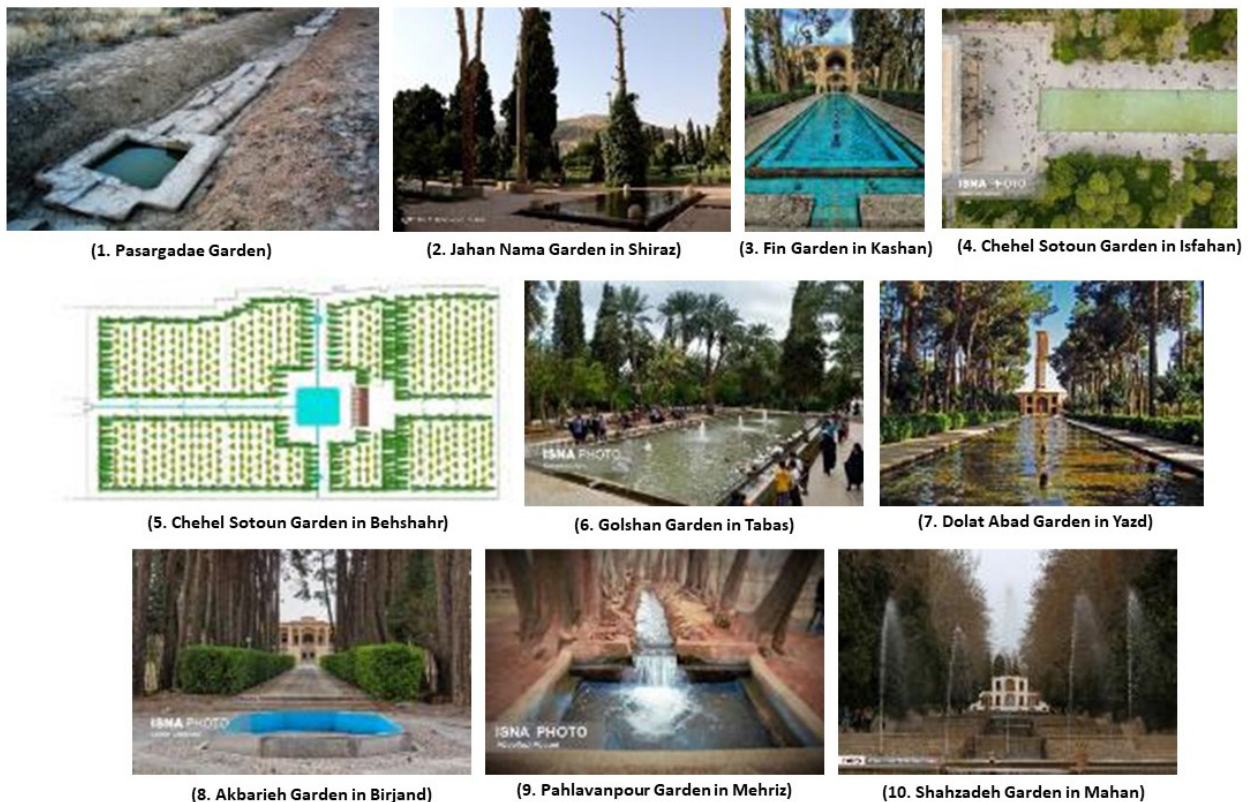 (1. Pasargadae Garden)
(2. Jahan Nama Garden in Shiraz)
(3. Fin Garden in Kashan)
ISNA PHOTO
(4. Chehel Sotoun Garden in Isfahan)
(5. Chehel Sotoun Garden in Behshahr)
ISNA PHOTO
(6. Golshan Garden in Tabas)
(7. Dolat Abad Garden in Yazd)
ISNA PHOTO
(8. Akbarieh Garden in Birjand)
ISNA PHOTO
(9. Pahlavanpour Garden in Mehriz)
(10. Shahzadeh Garden in Mahan)